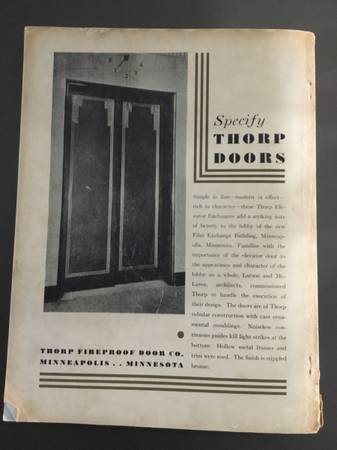 Specify
THORP
DOORS
Simple in line—modern in effect—
rich in character—these Thorp Ele-
vator Enclosures add a striking note
of beauty to the lobby of the new
Film Exchange Building, Minneap-
olis, Minnesota. Familiar with the
importance of the elevator door to
the appearance and character of the
lobby as a whole, Larson and Mc-
Laren, architects, commissioned
Thorp to handle the execution of
their design. The doors are of Thorp
tubular construction with cast orna-
mental mouldings. Noiseless con-
tinuous guides kill light strikes at the
bottom. Hollow metal frames and
trim were used. The finish is stippled
bronze.
THORP FIREPROOF DOOR CO.
MINNEAPOLIS . . MINNESOTA